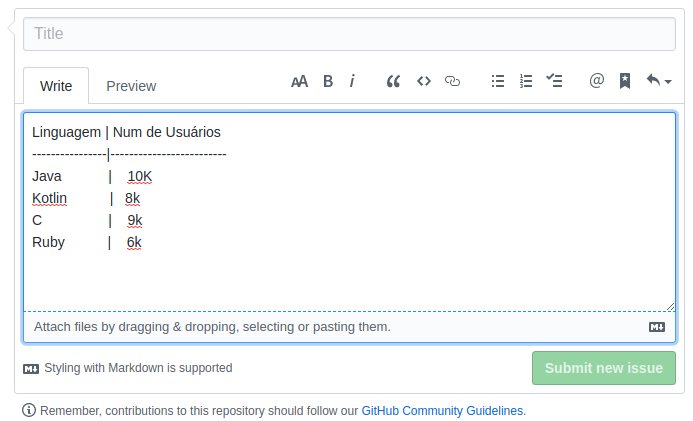 Title
Write Preview AA B i “ <> @
Linguagem | Num de Usuários
----------------|-------------------------
Java | 10K
Kotlin | 8k
C | 9k
Ruby | 6k
Attach files by dragging & dropping, selecting or pasting them.
Styling with Markdown is supported Submit new issue
Remember, contributions to this repository should follow our GitHub Community Guidelines.